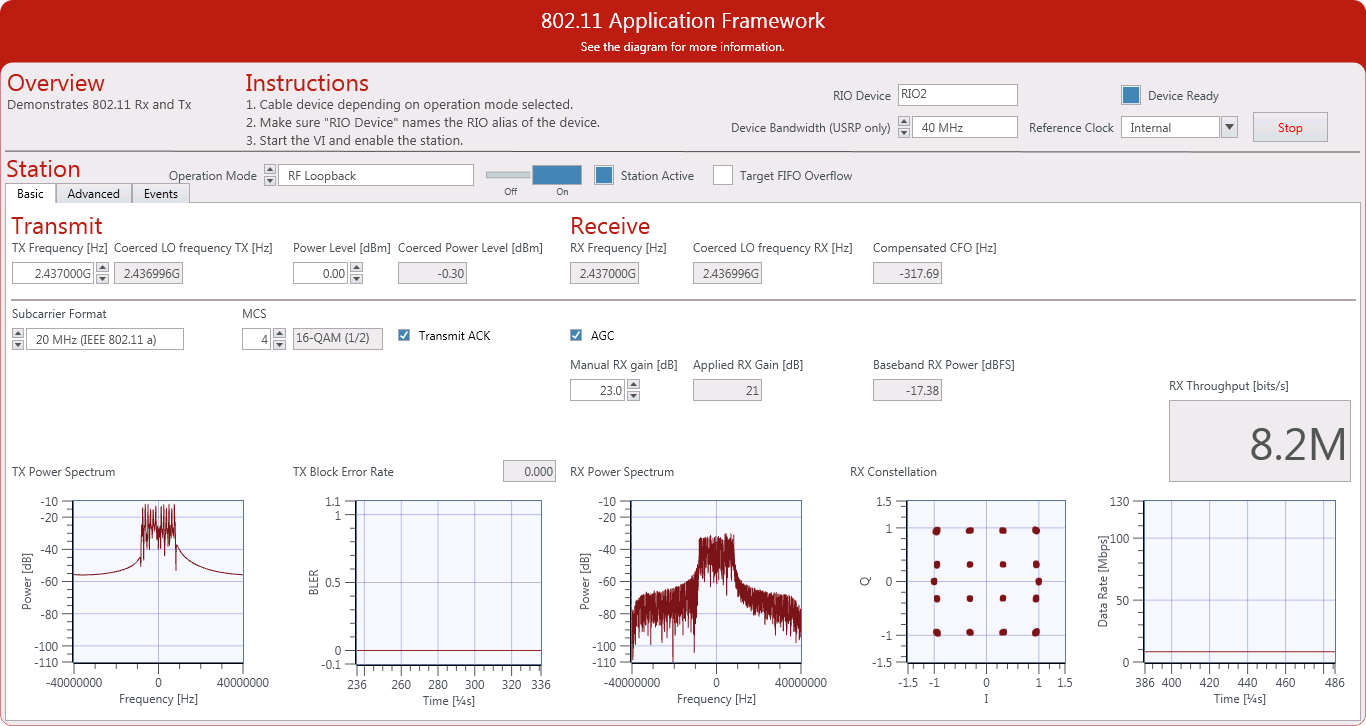 802.11 Application Framework
See the diagram for more information.
Overview
Demonstrates 802.11 Rx and Tx
Instructions
1. Cable device depending on operation mode selected.
2. Make sure "RIO Device" names the RIO alias of the device.
3. Start the VI and enable the station.
RIO Device RIO2
Device Ready
Device Bandwidth (USRP only) 40 MHz
Reference Clock Internal
Stop
Station
Operation Mode RF Loopback
Off On
Station Active
Target FIFO Overflow
Basic Advanced Events
Transmit
TX Frequency [Hz] Coerced LO frequency TX [Hz] Power Level [dBm] Coerced Power Level [dBm]
2.437000G 2.436996G 0.00 -0.30
Receive
RX Frequency [Hz] Coerced LO frequency RX [Hz] Compensated CFO [Hz]
2.437000G 2.436996G -317.69
Subcarrier Format MCS
20 MHz (IEEE 802.11 a) 4 16-QAM (1/2) Transmit ACK
AGC
Manual RX gain [dB] Applied RX Gain [dB] Baseband RX Power [dBFS]
23.0 21 -17.38
RX Throughput [bits/s]
8.2M
TX Power Spectrum
-10
-20
-40
-60
-80
-100
-110
Power [dB]
-40000000 0 40000000
Frequency [Hz]
TX Block Error Rate 0.000
1.1
1
0.5
0
-0.1
BLER
236 260 280 300 320 336
Time [¼s]
RX Power Spectrum
-10
-20
-40
-60
-80
-100
-110
Power [dB]
-40000000 0 40000000
Frequency [Hz]
RX Constellation
1.5
1
0
-1
-1.5
Q
-1.5 -1 0 1 1.5
I
130
100
50
0
Data Rate [Mbps]
386 400 420 440 460 486
Time [¼s]